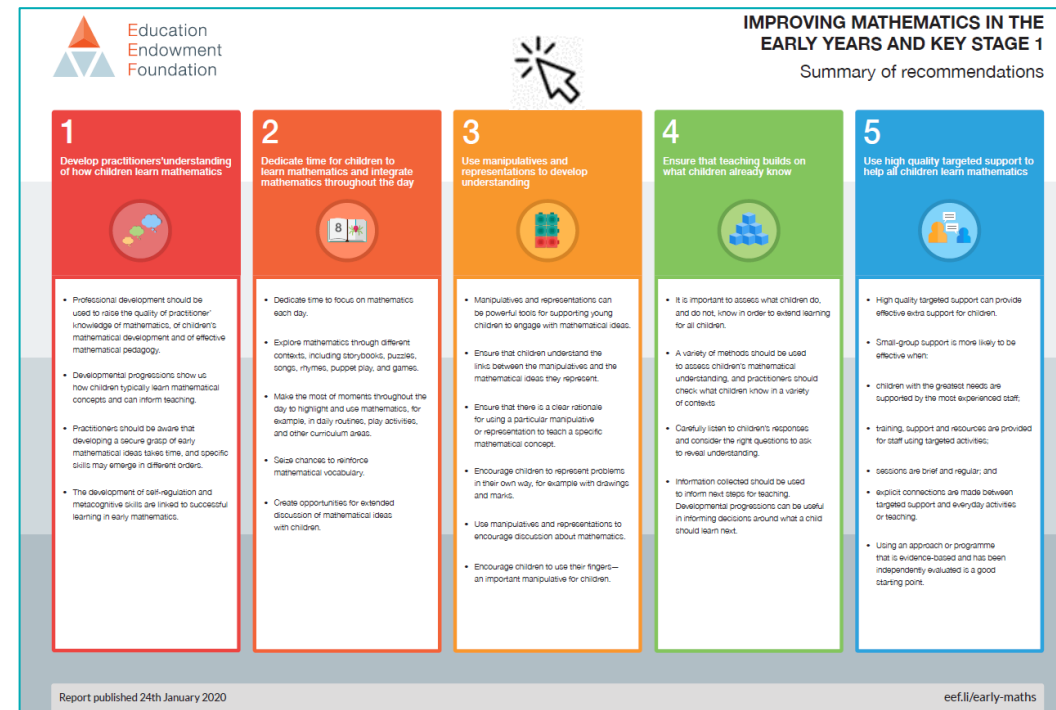 Education
Endowment
Foundation
IMPROVING MATHEMATICS IN THE
EARLY YEARS AND KEY STAGE 1
Summary of recommendations
1
Develop practitioners'understanding
of how children learn mathematics
• Professional development should be
used to raise the quality of practitioner'
knowledge of mathematics, of children's
mathematical development and of effective
mathematical pedagogy.
• Developmental progressions show us
how children typically learn mathematical
concepts and can inform teaching.
• Practitioners should be aware that
developing a secure grasp of early
mathematical ideas takes time, and specific
skills may emerge in different orders.
• The development of self-regulation and
metacognitive skills are linked to successful
learning in early mathematics.
2
Dedicate time for children to
learn mathematics and integrate
mathematics throughout the day
8
• Dedicate time to focus on mathematics
each day.
• Explore mathematics through different
contexts, including storybooks, puzzles,
songs, rhymes, puppet play, and games.
• Make the most of moments throughout the
day to highlight and use mathematics, for
example, in daily routines, play activities,
and other curriculum areas.
• Seize chances to reinforce
mathematical vocabulary.
• Create opportunities for extended
discussion of mathematical ideas
with children.
3
Use manipulatives and
representations to develop
understanding
• Manipulatives and representations can
be powerful tools for supporting young
children to engage with mathematical ideas.
• Ensure that children understand the
links between the manipulatives and the
mathematical ideas they represent.
• Ensure that there is a clear rationale
for using a particular manipulative
or representation to teach a specific
mathematical concept.
• Encourage children to represent problems
in their own way, for example with drawings
and marks.
• Use manipulatives and representations to
encourage discussion about mathematics.
• Encourage children to use their fingers—
an important manipulative for children.
4
Ensure that teaching builds on
what children already know
• It is important to assess what children do,
and do not, know in order to extend learning
for all children.
• A variety of methods should be used
to assess children's mathematical
understanding, and practitioners should
check what children know in a variety
of contexts
• Carefully listen to children's responses
and consider the right questions to ask
to reveal understanding.
• Information collected should be used
to inform next steps for teaching.
Developmental progressions can be useful
in informing decisions around what a child
should learn next.
5
Use high quality targeted support to
help all children learn mathematics
• High quality targeted support can provide
effective extra support for children.
• Small-group support is more likely to be
effective when:
• children with the greatest needs are
supported by the most experienced staff;
• training, support and resources are provided
for staff using targeted activities;
• sessions are brief and regular; and
• explicit connections are made between
targeted support and everyday activities
or teaching.
• Using an approach or programme
that is evidence-based and has been
independently evaluated is a good
starting point.
Report published 24th January 2020
eef.li/early-maths